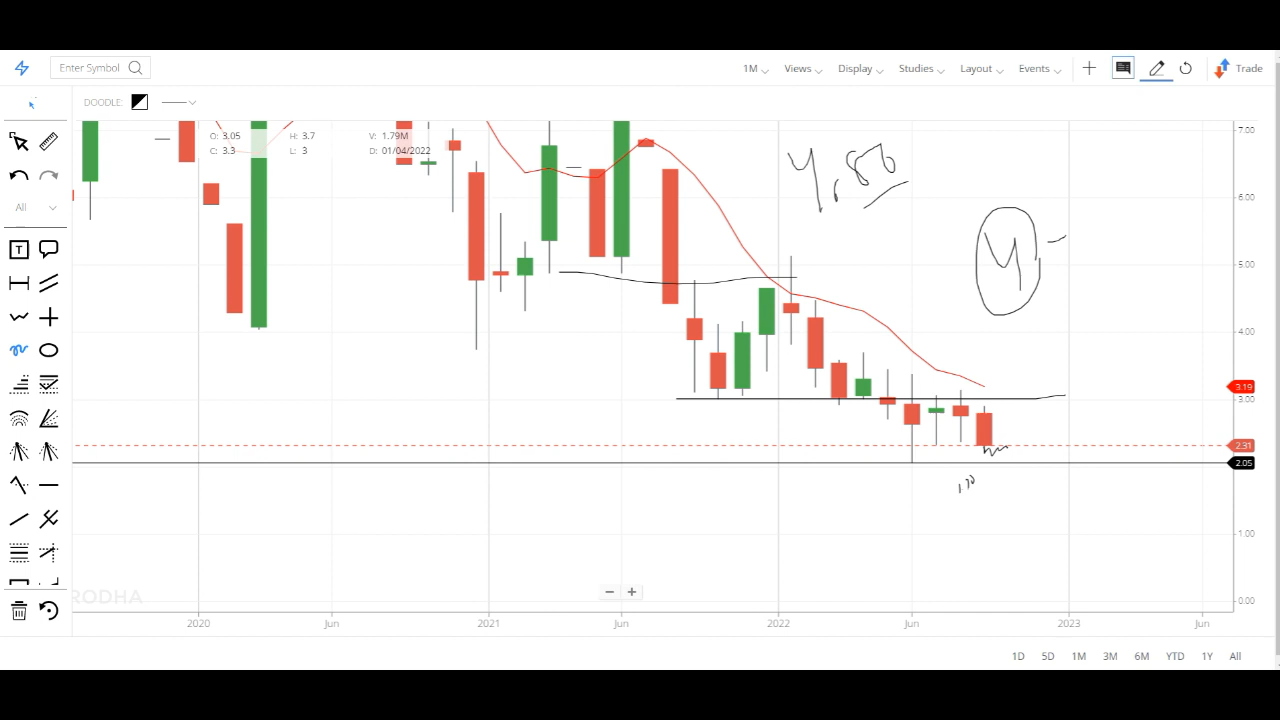 Enter Symbol
1M Views Display Studies Layout Events Trade
DOODLE:
O: 3.05 H: 3.7 V: 1.79M
C: 3.3 L: 3 D: 01/04/2022
All
7.00
6.00
5.00
4.00
3.19
3.00
2.31
2.05
1.00
0.00
RODHA
2020 Jun 2021 Jun 2022 Jun 2023 Jun
1D 5D 1M 3M 6M YTD 1Y All